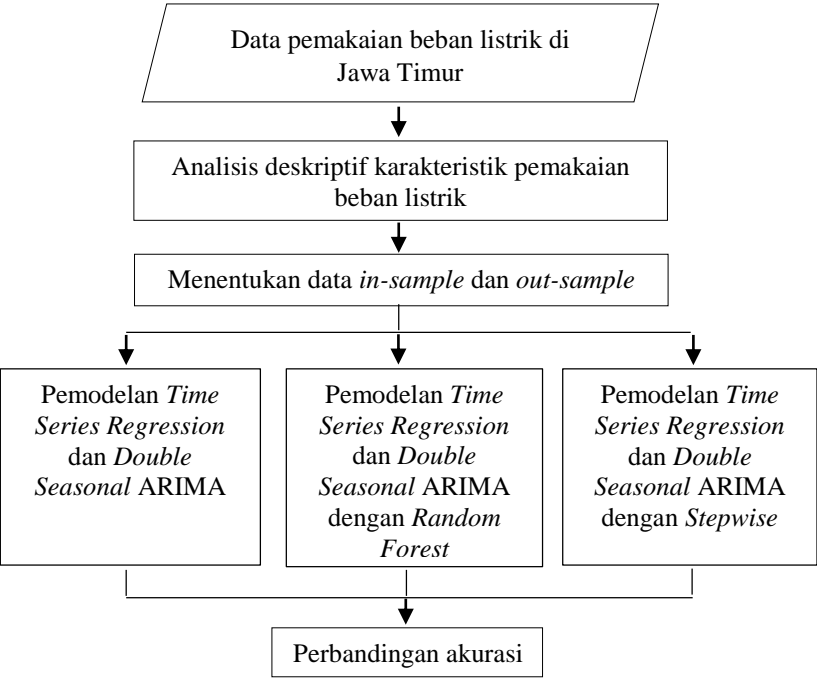 Data pemakaian beban listrik di
Jawa Timur
Analisis deskriptif karakteristik pemakaian
beban listrik
Menentukan data in-sample dan out-sample
Pemodelan Time
Series Regression
dan Double
Seasonal ARIMA
Pemodelan Time
Series Regression
dan Double
Seasonal ARIMA
dengan Random
Forest
Pemodelan Time
Series Regression
dan Double
Seasonal ARIMA
dengan Stepwise
Perbandingan akurasi